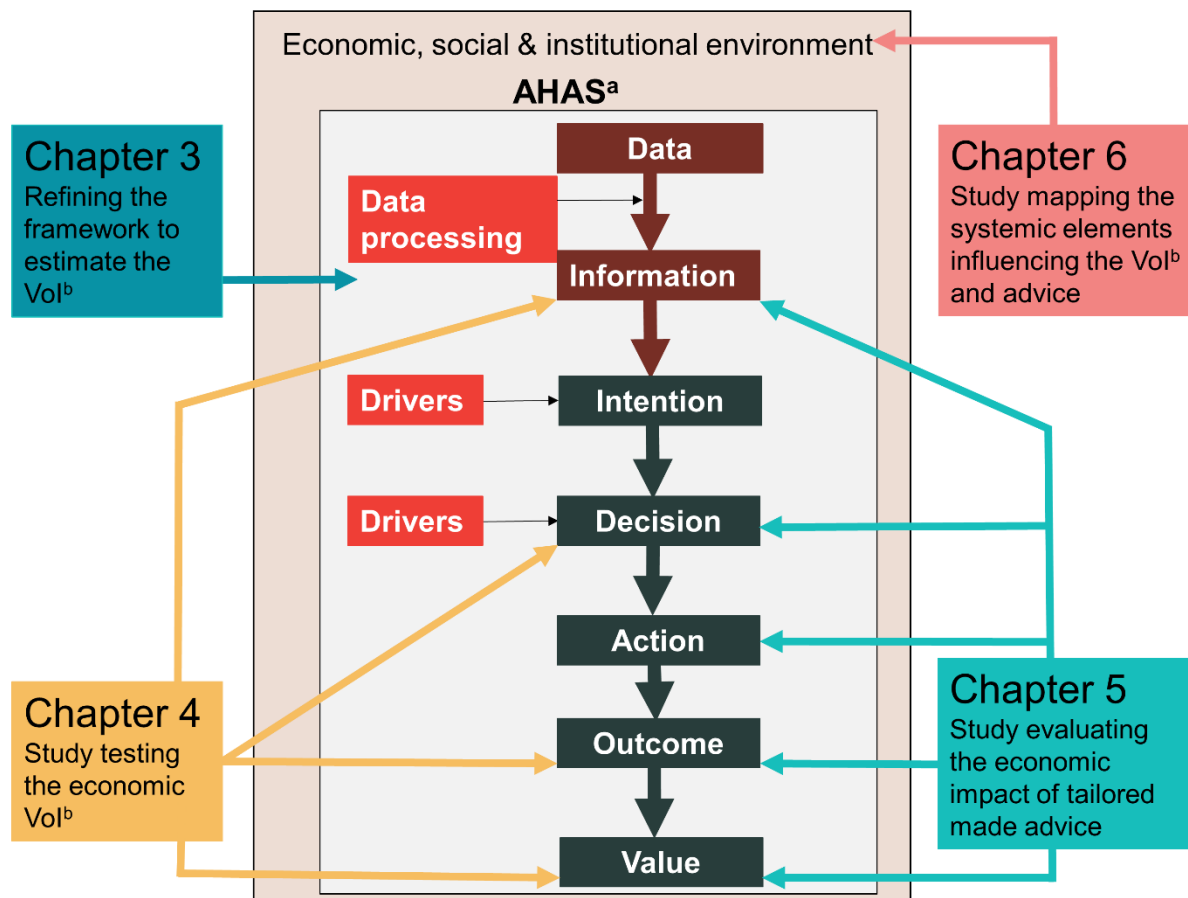 Economic, social & institutional environment
AHASᵃ
Chapter 3
Refining the
framework to
estimate the
VoIᵇ
Data
Data
processing
Information
Drivers
Intention
Drivers
Decision
Action
Outcome
Value
Chapter 4
Study testing
the economic
VoIᵇ
Chapter 6
Study mapping the
systemic elements
influencing the VoIᵇ
and advice
Chapter 5
Study evaluating
the economic
impact of tailored
made advice